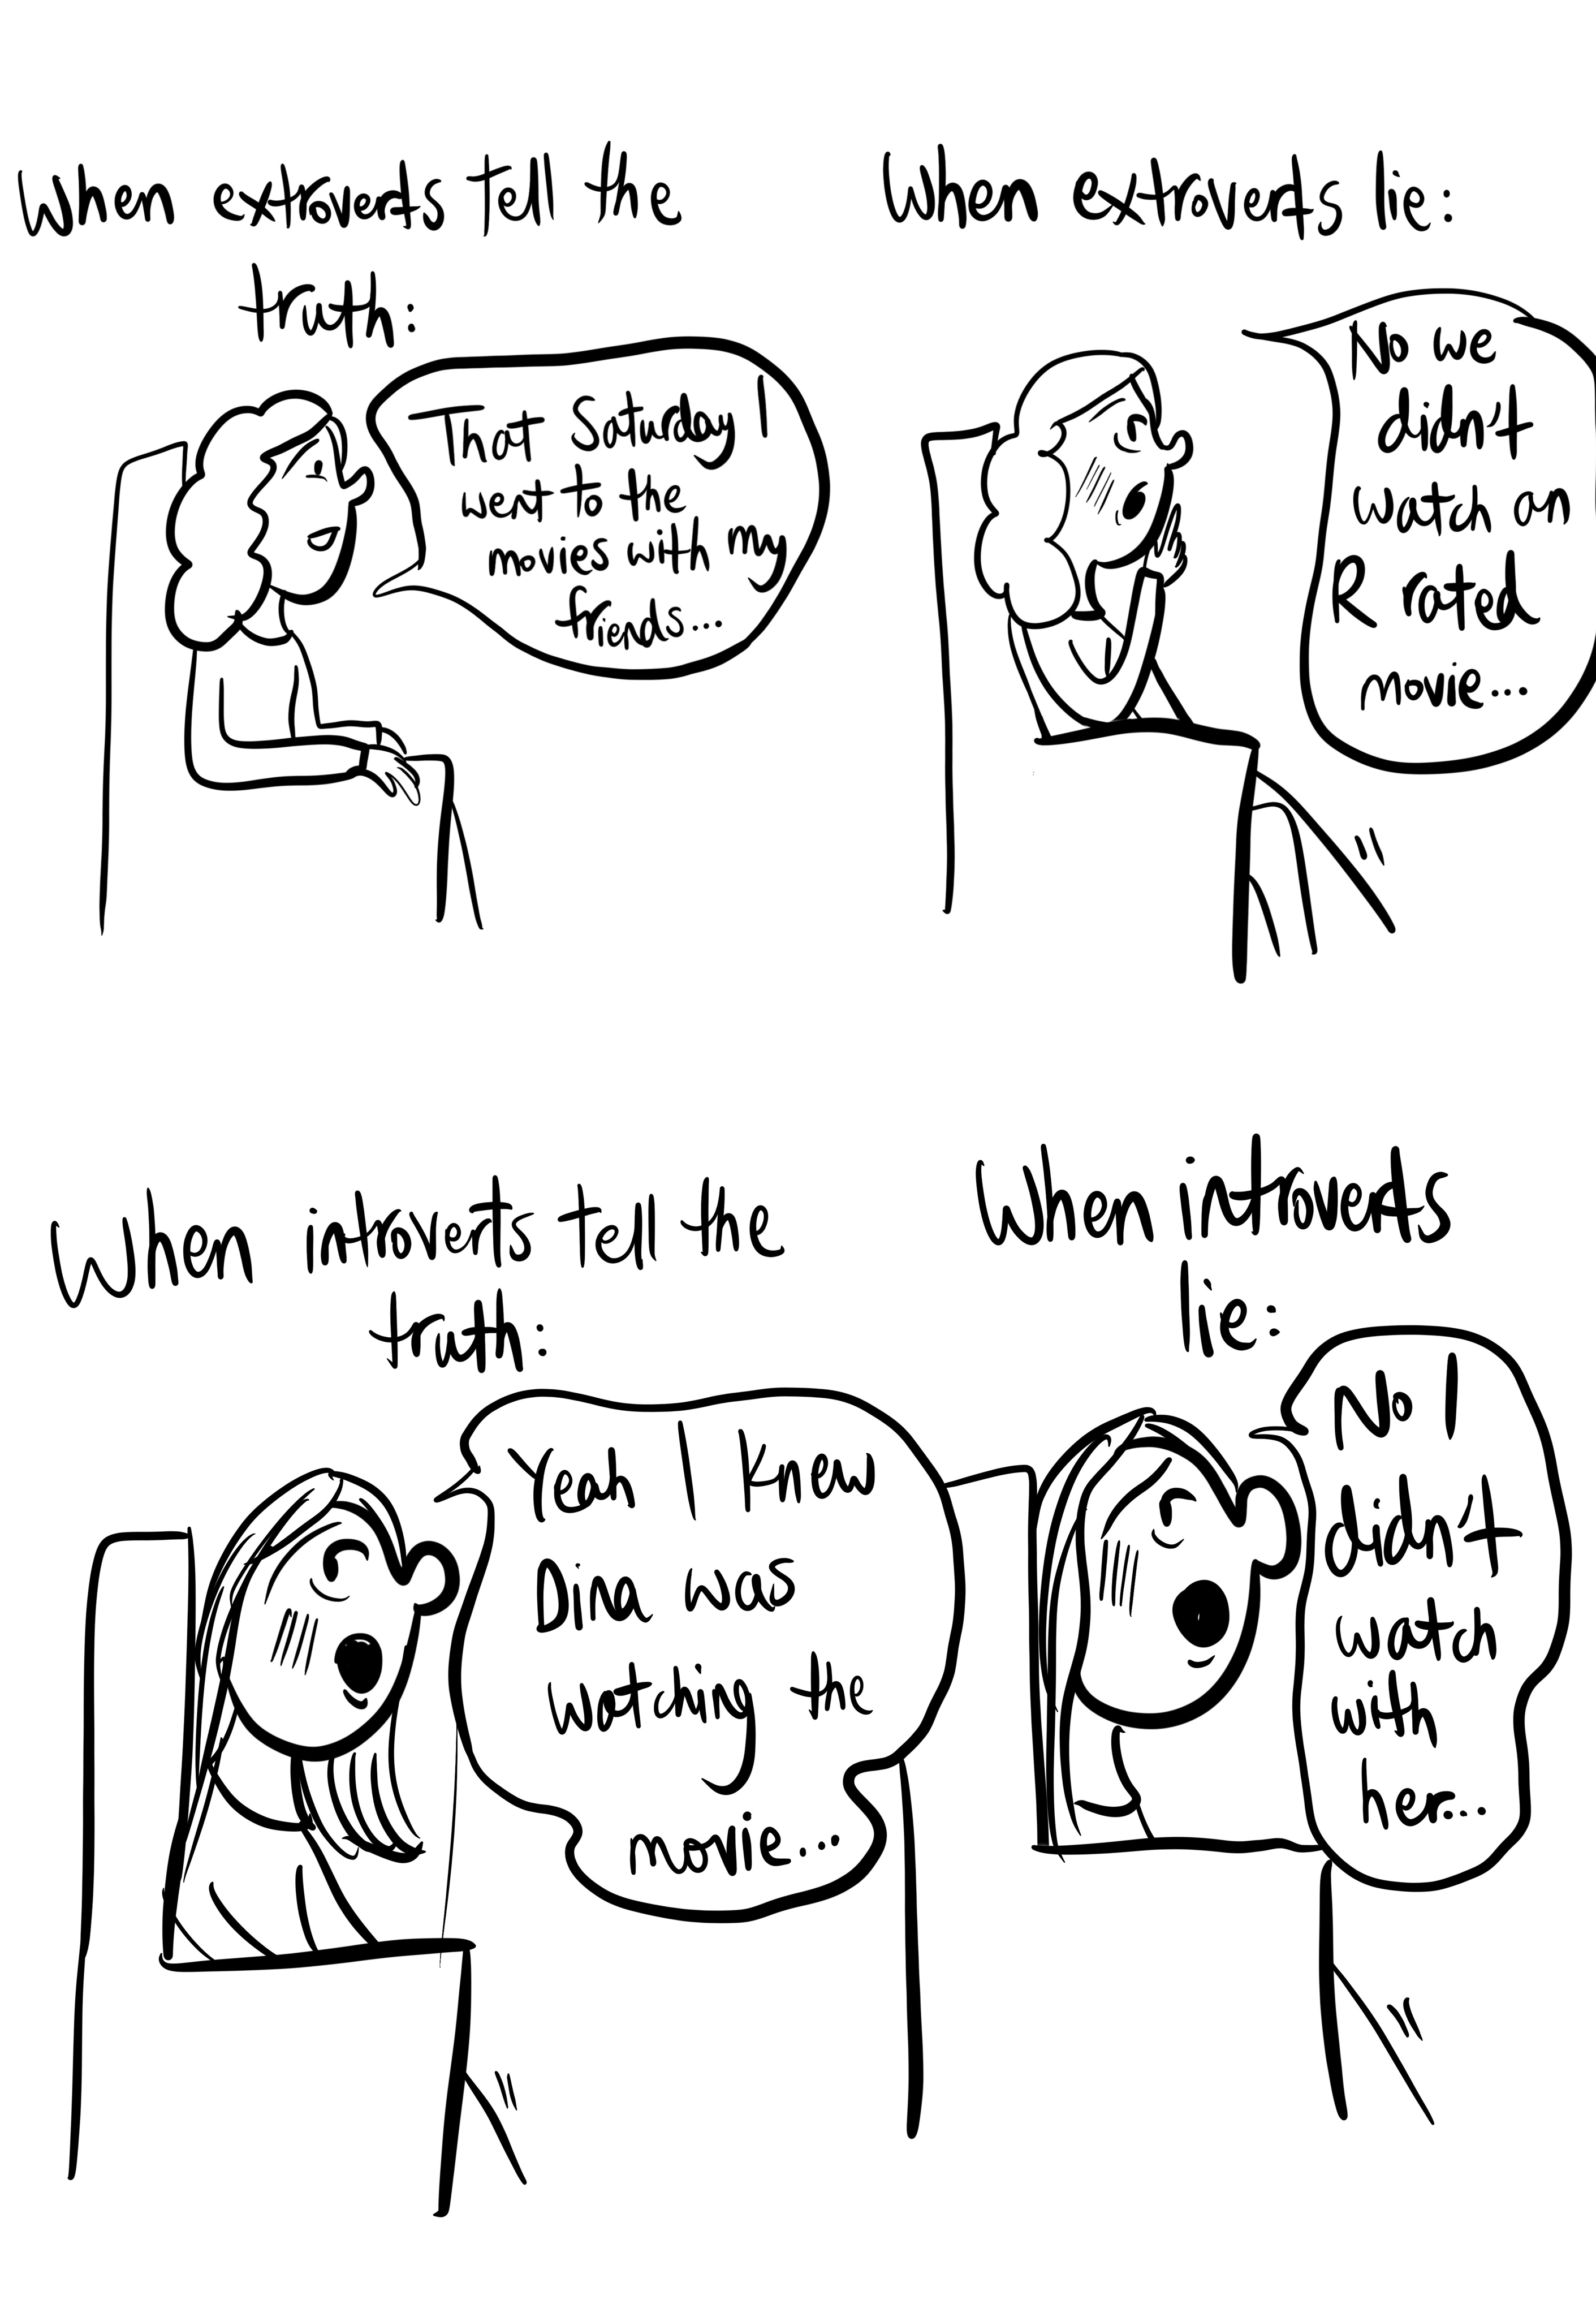 When extroverts tell the
truth:
That Saturday I
went to the
movies with my
friends...
When extroverts lie:
No we
didn't
watch an
R rated
movie...
When introverts tell the
truth:
Yeah I knew
Dina was
watching the
movie...
When introverts
lie:
No I
didn't
watch
with
her...